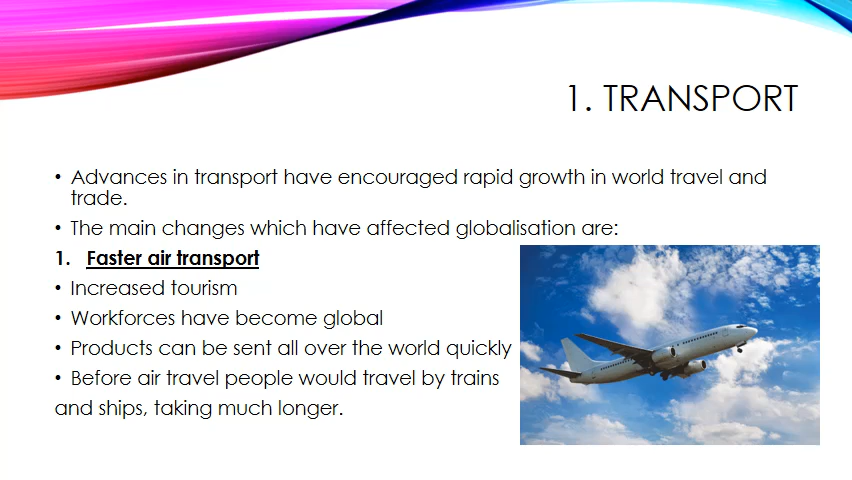 1. TRANSPORT
• Advances in transport have encouraged rapid growth in world travel and
trade.
• The main changes which have affected globalisation are:
1. Faster air transport
• Increased tourism
• Workforces have become global
• Products can be sent all over the world quickly
• Before air travel people would travel by trains
and ships, taking much longer.